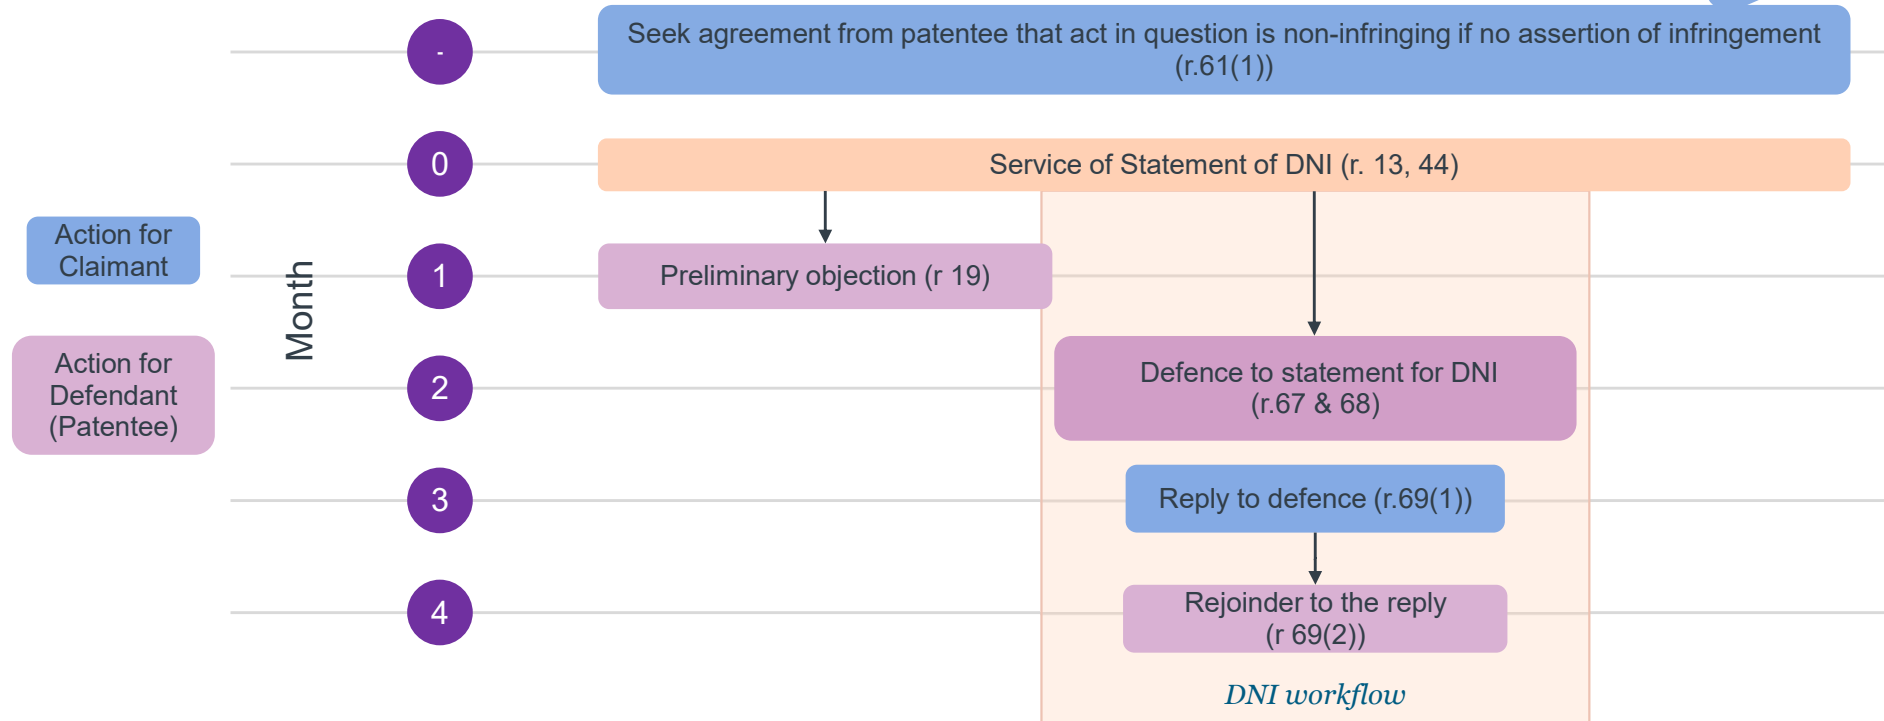 -
Seek agreement from patentee that act in question is non-infringing if no assertion of infringement
(r.61(1))
0
Service of Statement of DNI (r. 13, 44)
Action for
Claimant
Month
1
Preliminary objection (r 19)
Action for
Defendant
(Patentee)
2
Defence to statement for DNI
(r.67 & 68)
3
Reply to defence (r.69(1))
4
Rejoinder to the reply
(r 69(2))
DNI workflow